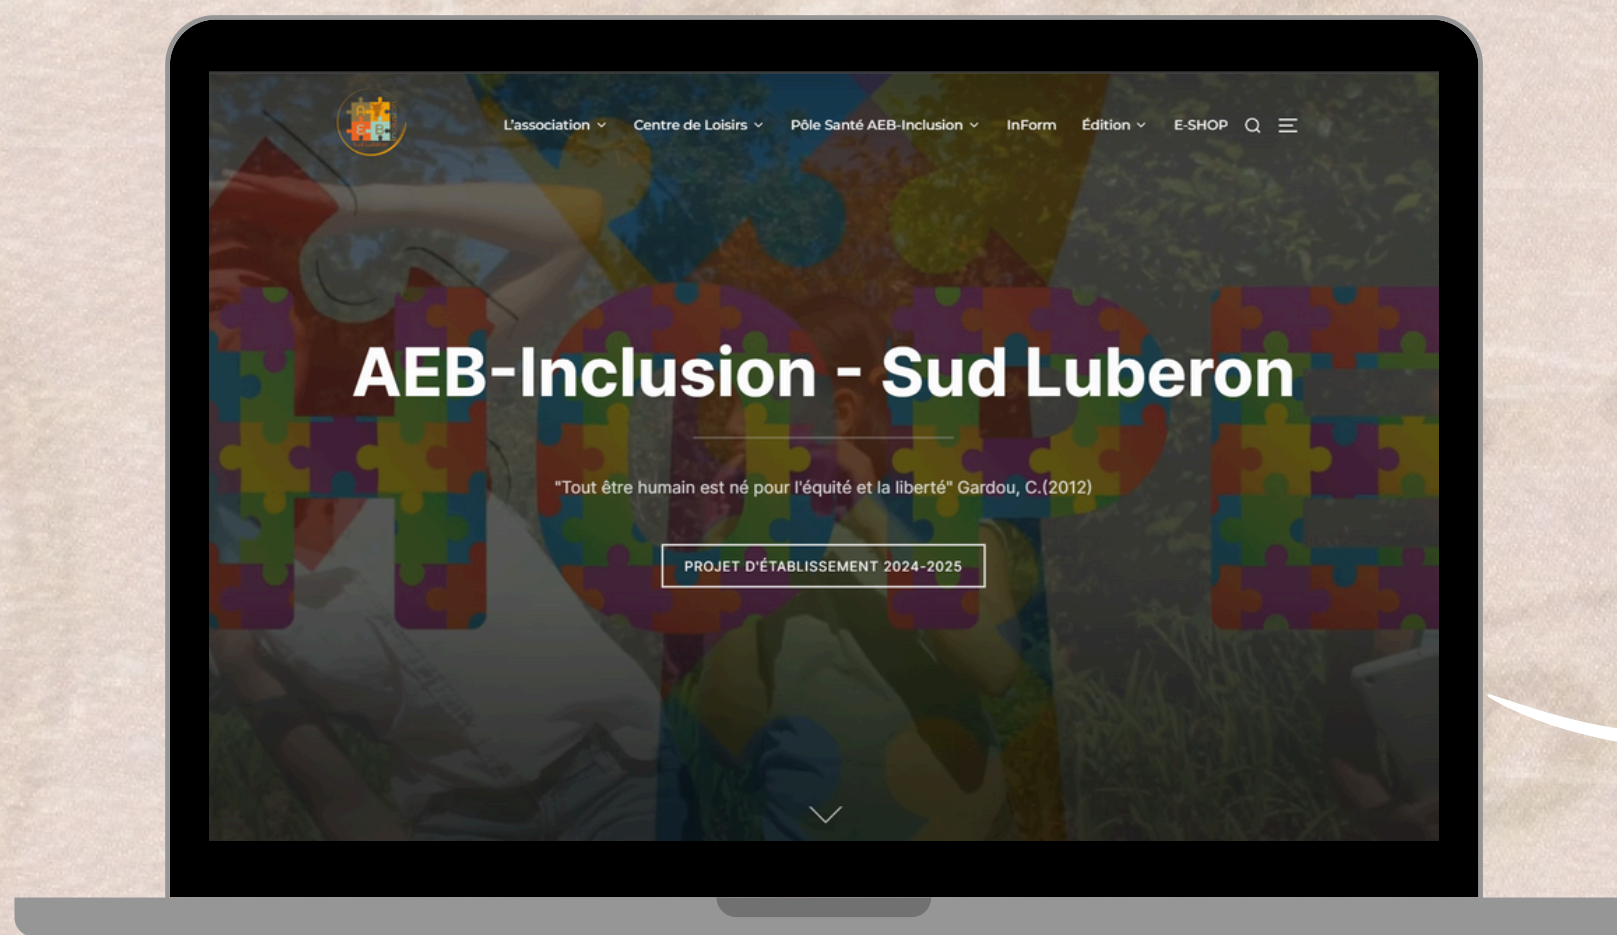 L'association
Centre de Loisirs
Pôle Santé AEB-Inclusion
InForm
Édition
E-SHOP
HOPE
AEB-Inclusion - Sud Luberon
"Tout être humain est né pour l'équité et la liberté" Gardou, C.(2012)
PROJET D'ÉTABLISSEMENT 2024-2025